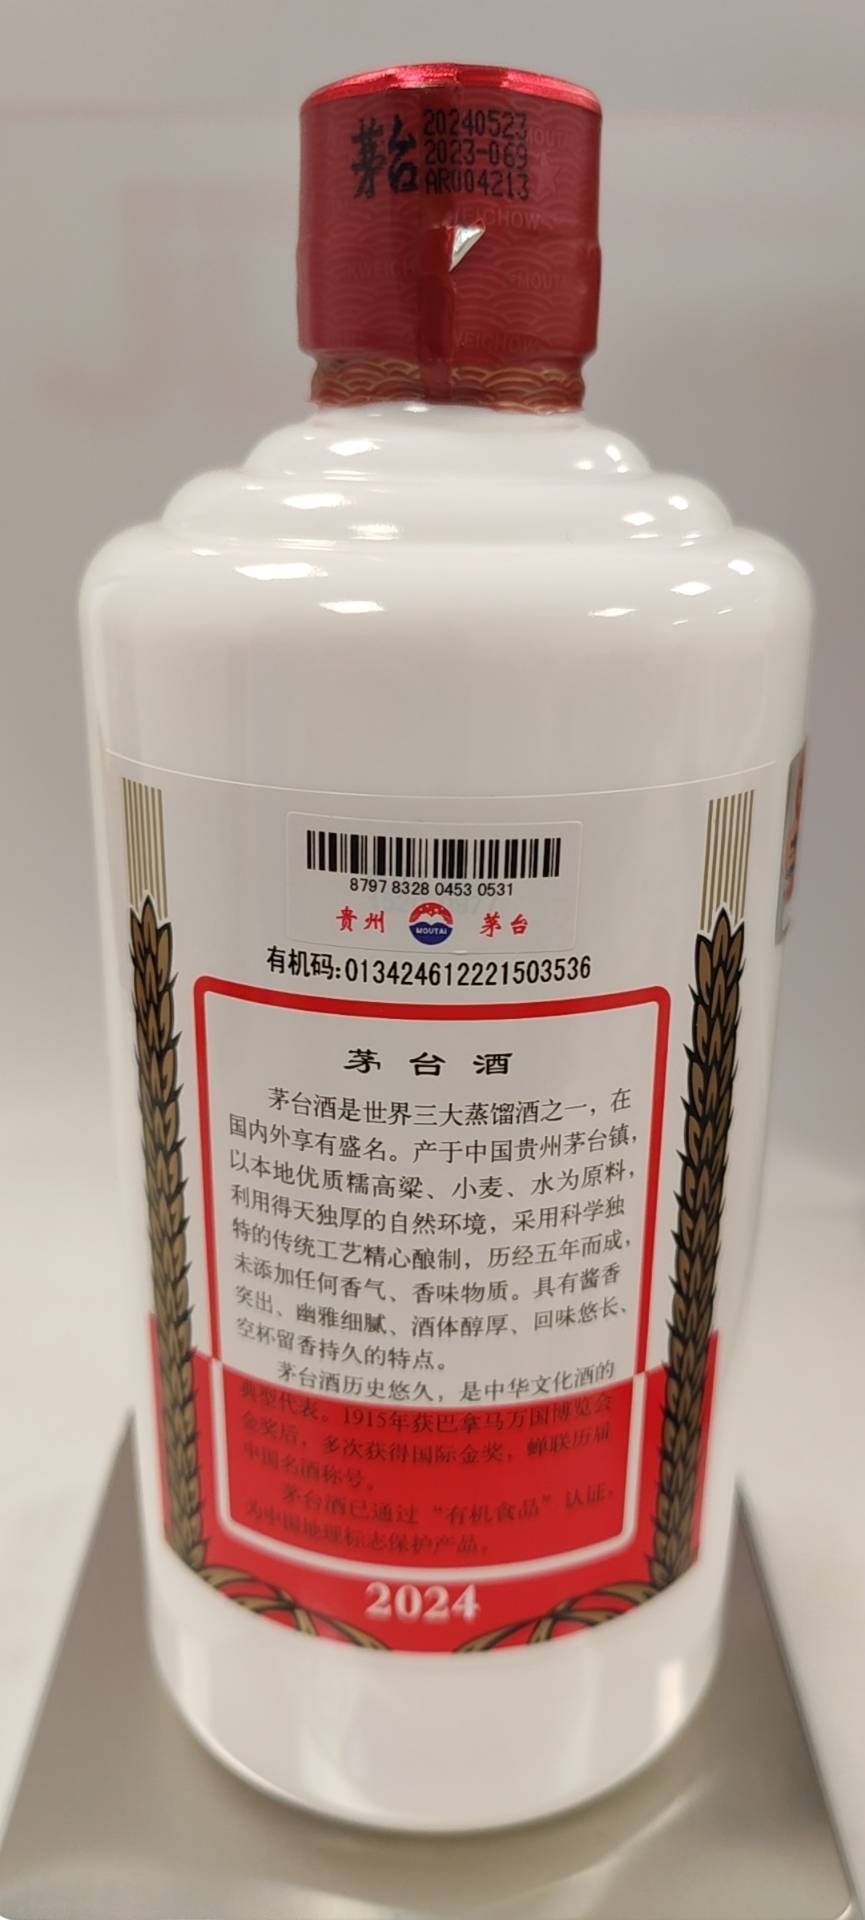 茅台
20240523
2023-069
AR004213
MOUTAI
WEICHOW
KWEICH
MOUTAI
WEICHOW
8797 8328 0453 0531
贵州 MOUTAI 茅台
有机码:013424612221503536
茅台酒
茅台酒是世界三大蒸馏酒之一，在
国内外享有盛名。产于中国贵州茅台镇，
以本地优质糯高粱、小麦、水为原料，
利用得天独厚的自然环境，采用科学独
特的传统工艺精心酿制，历经五年而成，
未添加任何香气、香味物质。具有酱香
突出、幽雅细腻、酒体醇厚、回味悠长、
空杯留香持久的特点。
茅台酒历史悠久，是中华文化酒的
典型代表。1915年获巴拿马万国博览会
金奖后，多次获得国际金奖，蝉联历届
中国名酒称号。
茅台酒已通过“有机食品”认证，
为中国地理标志保护产品。
2024